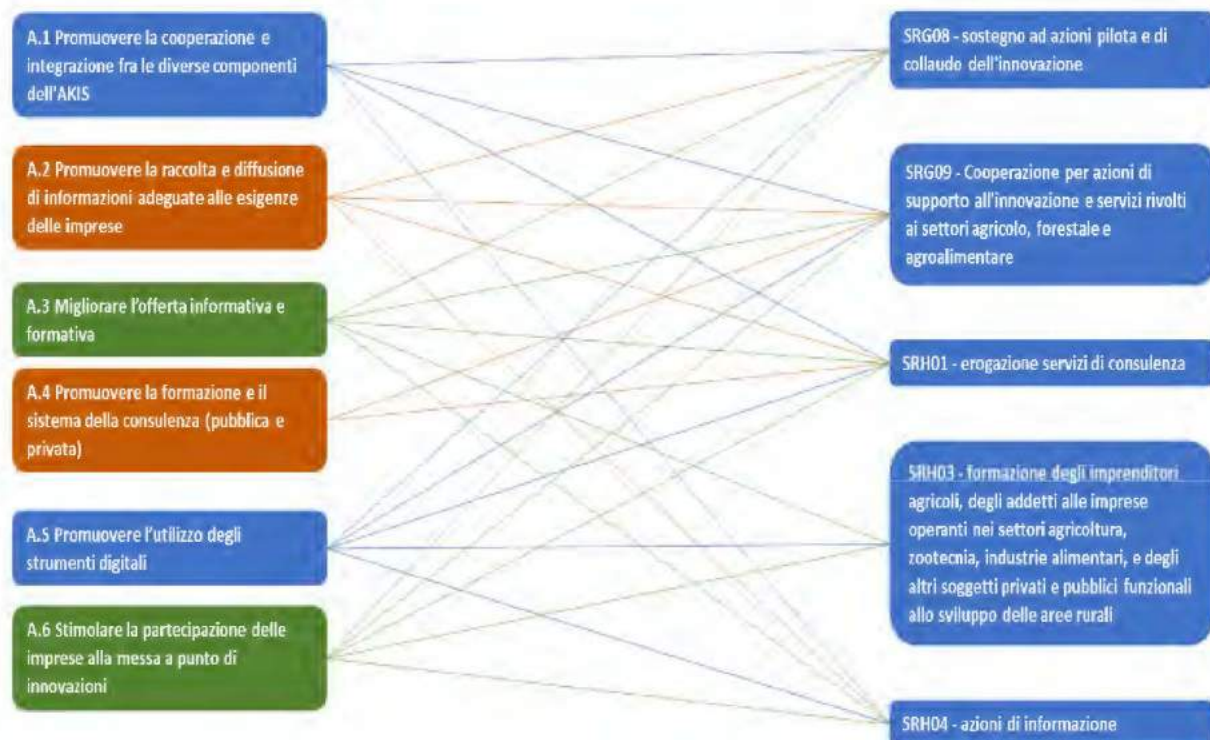 A.1 Promuovere la cooperazione e
integrazione fra le diverse componenti
dell'AKIS
A.2 Promuovere la raccolta e diffusione
di informazioni adeguate alle esigenze
delle imprese
A.3 Migliorare l'offerta informativa e
formativa
A.4 Promuovere la formazione e il
sistema della consulenza (pubblica e
privata)
A.5 Promuovere l'utilizzo degli
strumenti digitali
A.6 Stimolare la partecipazione delle
imprese alla messa a punto di
innovazioni
SRG08 - sostegno ad azioni pilota e di
collaudo dell'innovazione
SRG09 - Cooperazione per azioni di
supporto all'innovazione e servizi rivolti
ai settori agricolo, forestale e
agroalimentare
SRH01 - erogazione servizi di consulenza
SRH03 - formazione degli imprenditori
agricoli, degli addetti alle imprese
operanti nei settori agricoltura,
zootecnia, industrie alimentari, e degli
altri soggetti privati e pubblici funzionali
allo sviluppo delle aree rurali
SRH04 - azioni di informazione